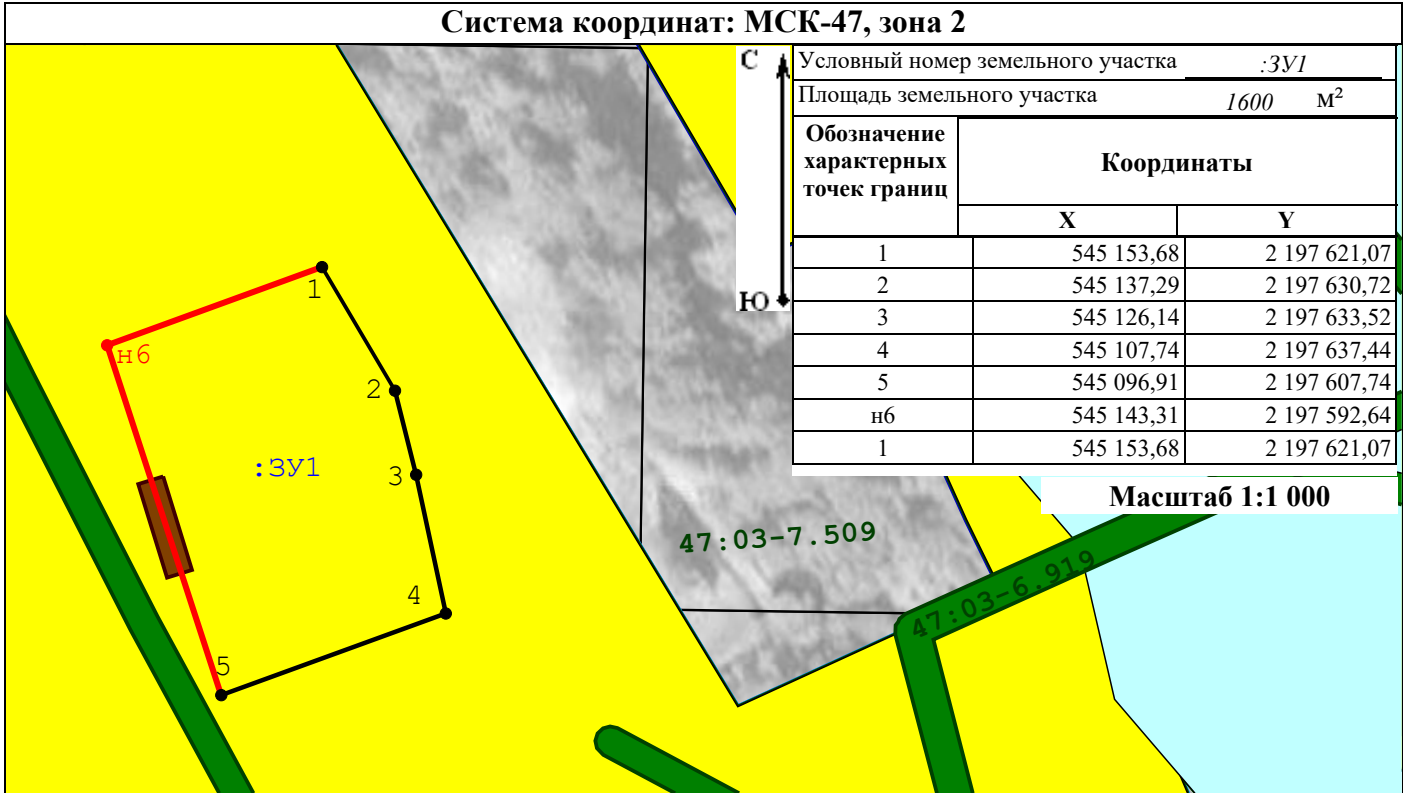 Система координат: МСК-47, зона 2
С
Ю
Условный номер земельного участка :ЗУ1
Площадь земельного участка 1600 м²
Обозначение характерных точек границ
Координаты
X Y
1 545 153,68 2 197 621,07
2 545 137,29 2 197 630,72
3 545 126,14 2 197 633,52
4 545 107,74 2 197 637,44
5 545 096,91 2 197 607,74
н6 545 143,31 2 197 592,64
1 545 153,68 2 197 621,07
Масштаб 1:1 000
1
н6
2
:ЗУ1
3
4
5
47:03-7.509
47:03-6.919